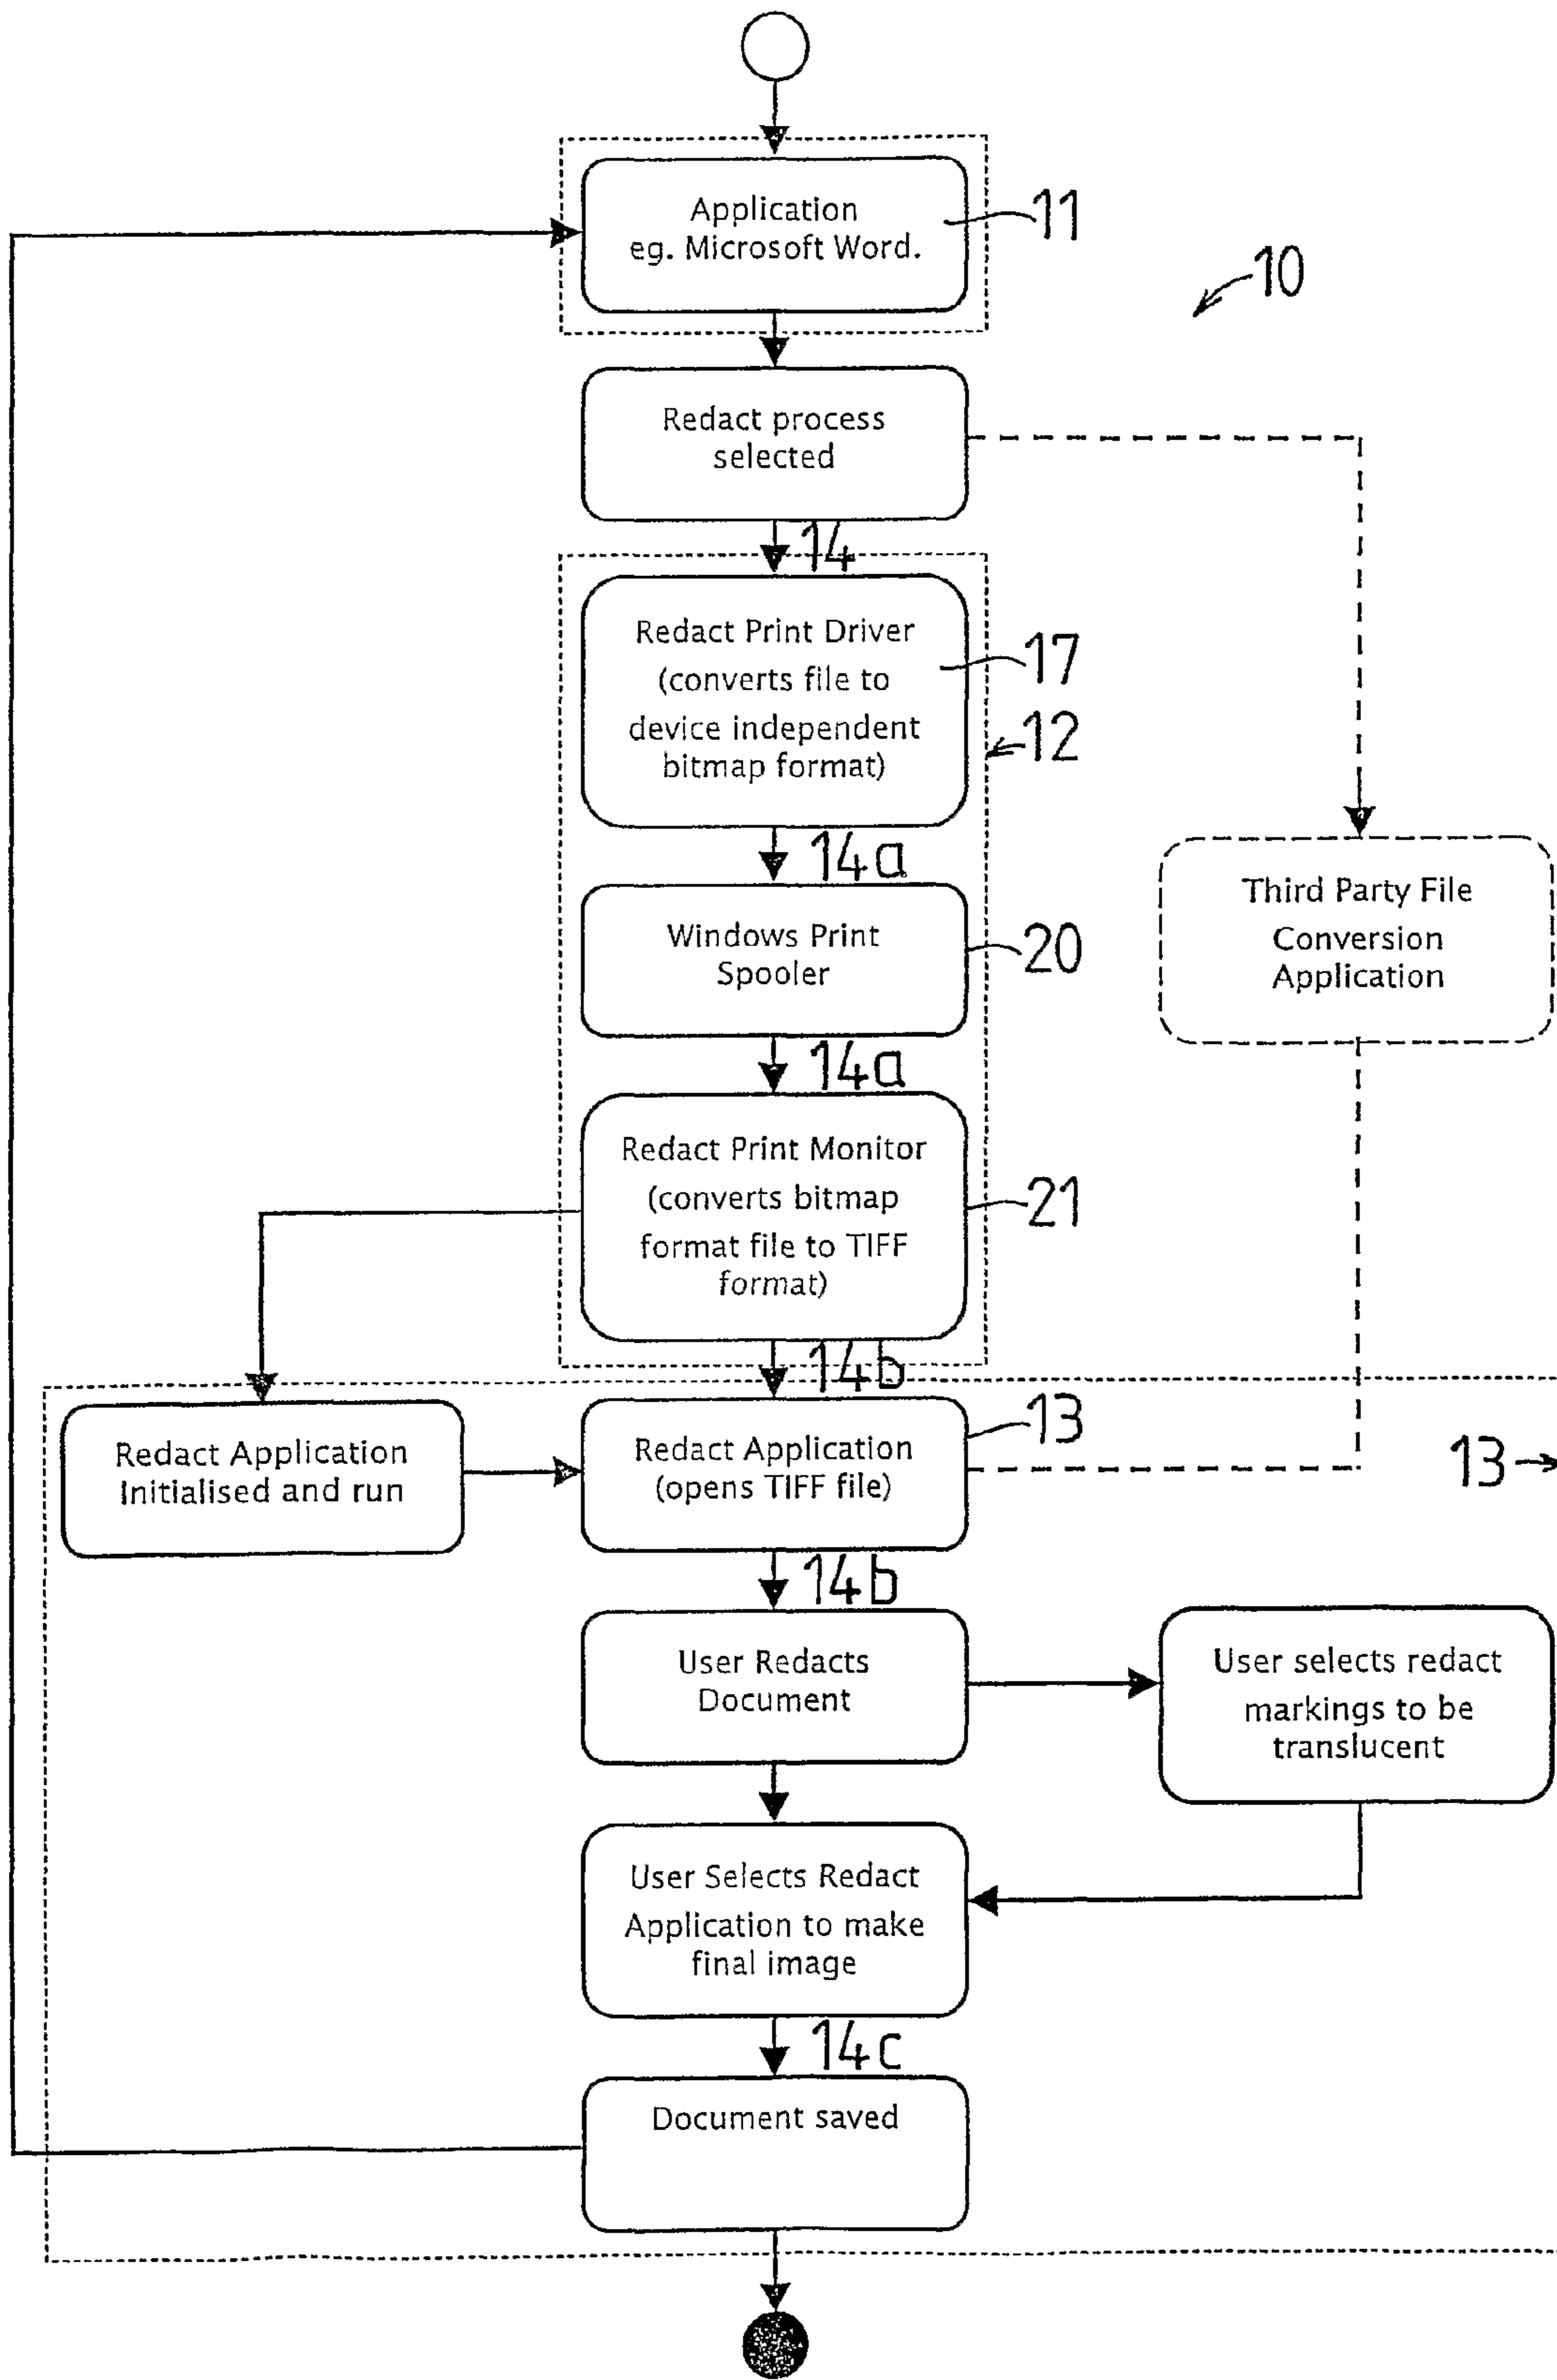 Application
eg. Microsoft Word.
11
10
Redact process
selected
14
Redact Print Driver
(converts file to
device independent
bitmap format)
17
12
14a
Windows Print
Spooler
20
Third Party File
Conversion
Application
14a
Redact Print Monitor
(converts bitmap
format file to TIFF
format)
21
14b
Redact Application
Initialised and run
Redact Application
(opens TIFF file)
13
13
14b
User Redacts
Document
User selects redact
markings to be
translucent
User Selects Redact
Application to make
final image
14c
Document saved